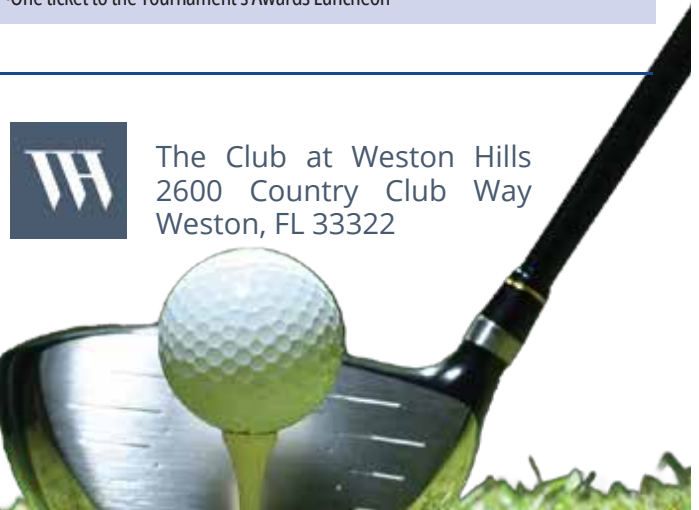 •One ticket to the Tournament's Awards Luncheon
WH
The Club at Weston Hills
2600 Country Club Way
Weston, FL 33322